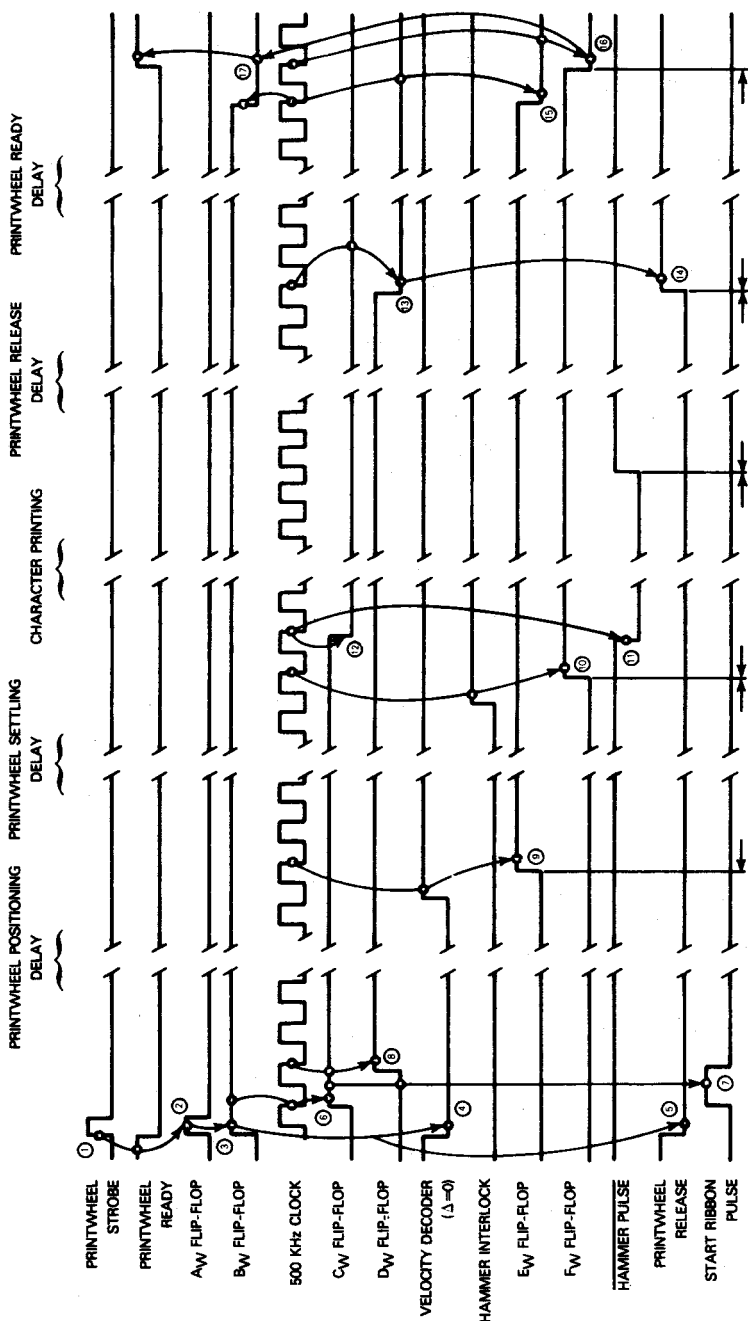 PRINTWHEEL POSITIONING
DELAY
PRINTWHEEL SETTLING
DELAY
CHARACTER PRINTING
PRINTWHEEL RELEASE
DELAY
PRINTWHEEL READY
DELAY
PRINTWHEEL
STROBE
PRINTWHEEL
READY
AW FLIP-FLOP
BW FLIP-FLOP
500 KHz CLOCK
CW FLIP-FLOP
DW FLIP-FLOP
VELOCITY DECODER
(Δ=0)
HAMMER INTERLOCK
EW FLIP-FLOP
FW FLIP-FLOP
HAMMER PULSE
PRINTWHEEL
RELEASE
START RIBBON
PULSE
1
2
3
4
5
6
7
8
9
10
11
12
13
14
15
16
17